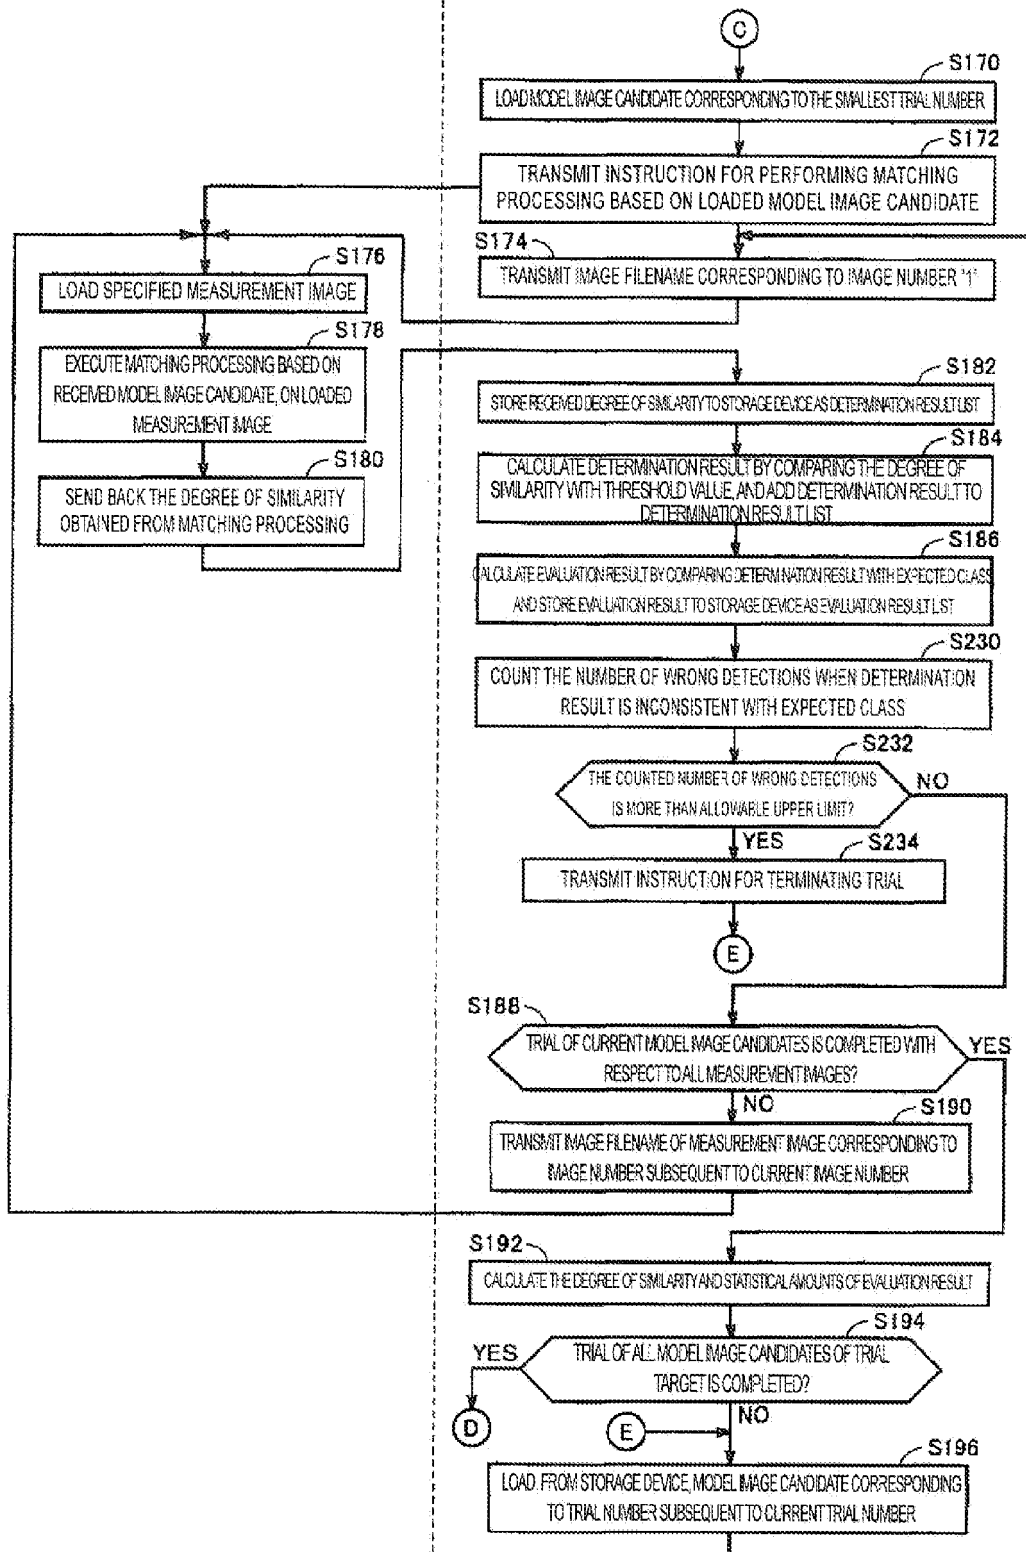 C
S170
LOAD MODEL IMAGE CANDIDATE CORRESPONDING TO THE SMALLEST TRIAL NUMBER
S172
TRANSMIT INSTRUCTION FOR PERFORMING MATCHING
PROCESSING BASED ON LOADED MODEL IMAGE CANDIDATE
S174
TRANSMIT IMAGE FILENAME CORRESPONDING TO IMAGE NUMBER "1"
S176
LOAD SPECIFIED MEASUREMENT IMAGE
S178
EXECUTE MATCHING PROCESSING BASED ON
RECEIVED MODEL IMAGE CANDIDATE, ON LOADED
MEASUREMENT IMAGE
S180
SEND BACK THE DEGREE OF SIMILARITY
OBTAINED FROM MATCHING PROCESSING
S182
STORE RECEIVED DEGREE OF SIMILARITY TO STORAGE DEVICE AS DETERMINATION RESULT LIST
S184
CALCULATE DETERMINATION RESULT BY COMPARING THE DEGREE OF
SIMILARITY WITH THRESHOLD VALUE, AND ADD DETERMINATION RESULT TO
DETERMINATION RESULT LIST
S186
CALCULATE EVALUATION RESULT BY COMPARING DETERMINATION RESULT WITH EXPECTED CLASS
AND STORE EVALUATION RESULT TO STORAGE DEVICE AS EVALUATION RESULT LIST
S230
COUNT THE NUMBER OF WRONG DETECTIONS WHEN DETERMINATION
RESULT IS INCONSISTENT WITH EXPECTED CLASS
S232
THE COUNTED NUMBER OF WRONG DETECTIONS
IS MORE THAN ALLOWABLE UPPER LIMIT?
NO
YES
S234
TRANSMIT INSTRUCTION FOR TERMINATING TRIAL
E
S188
TRIAL OF CURRENT MODEL IMAGE CANDIDATES IS COMPLETED WITH
RESPECT TO ALL MEASUREMENT IMAGES?
YES
NO
S190
TRANSMIT IMAGE FILENAME OF MEASUREMENT IMAGE CORRESPONDING TO
IMAGE NUMBER SUBSEQUENT TO CURRENT IMAGE NUMBER
S192
CALCULATE THE DEGREE OF SIMILARITY AND STATISTICAL AMOUNTS OF EVALUATION RESULT
S194
TRIAL OF ALL MODEL IMAGE CANDIDATES OF TRIAL
TARGET IS COMPLETED?
YES
D
NO
E
S196
LOAD, FROM STORAGE DEVICE, MODEL IMAGE CANDIDATE CORRESPONDING
TO TRIAL NUMBER SUBSEQUENT TO CURRENT TRIAL NUMBER